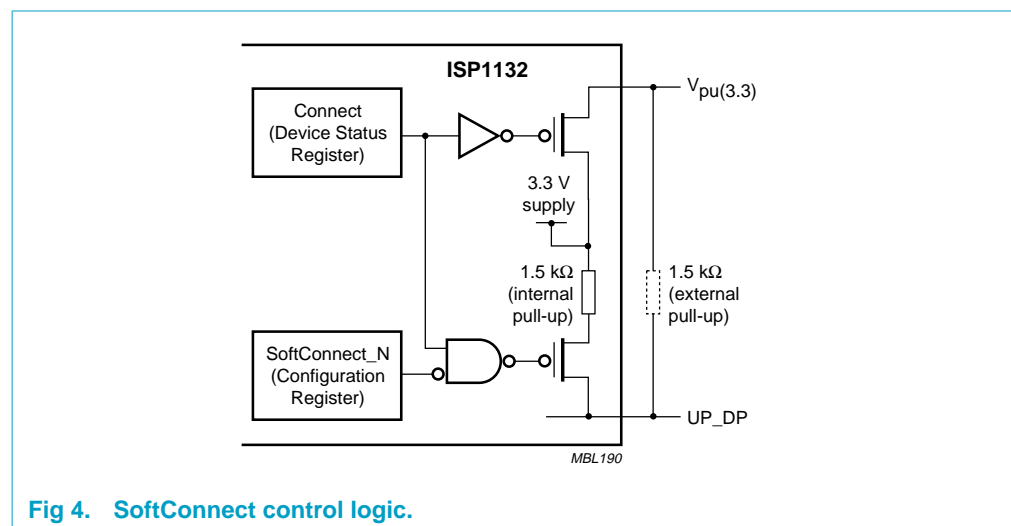 ISP1132
Connect
(Device Status
Register)
Vpu(3.3)
3.3 V
supply
1.5 kΩ
(internal
pull-up)
1.5 kΩ
(external
pull-up)
SoftConnect_N
(Configuration
Register)
UP_DP
MBL190
Fig 4. SoftConnect control logic.